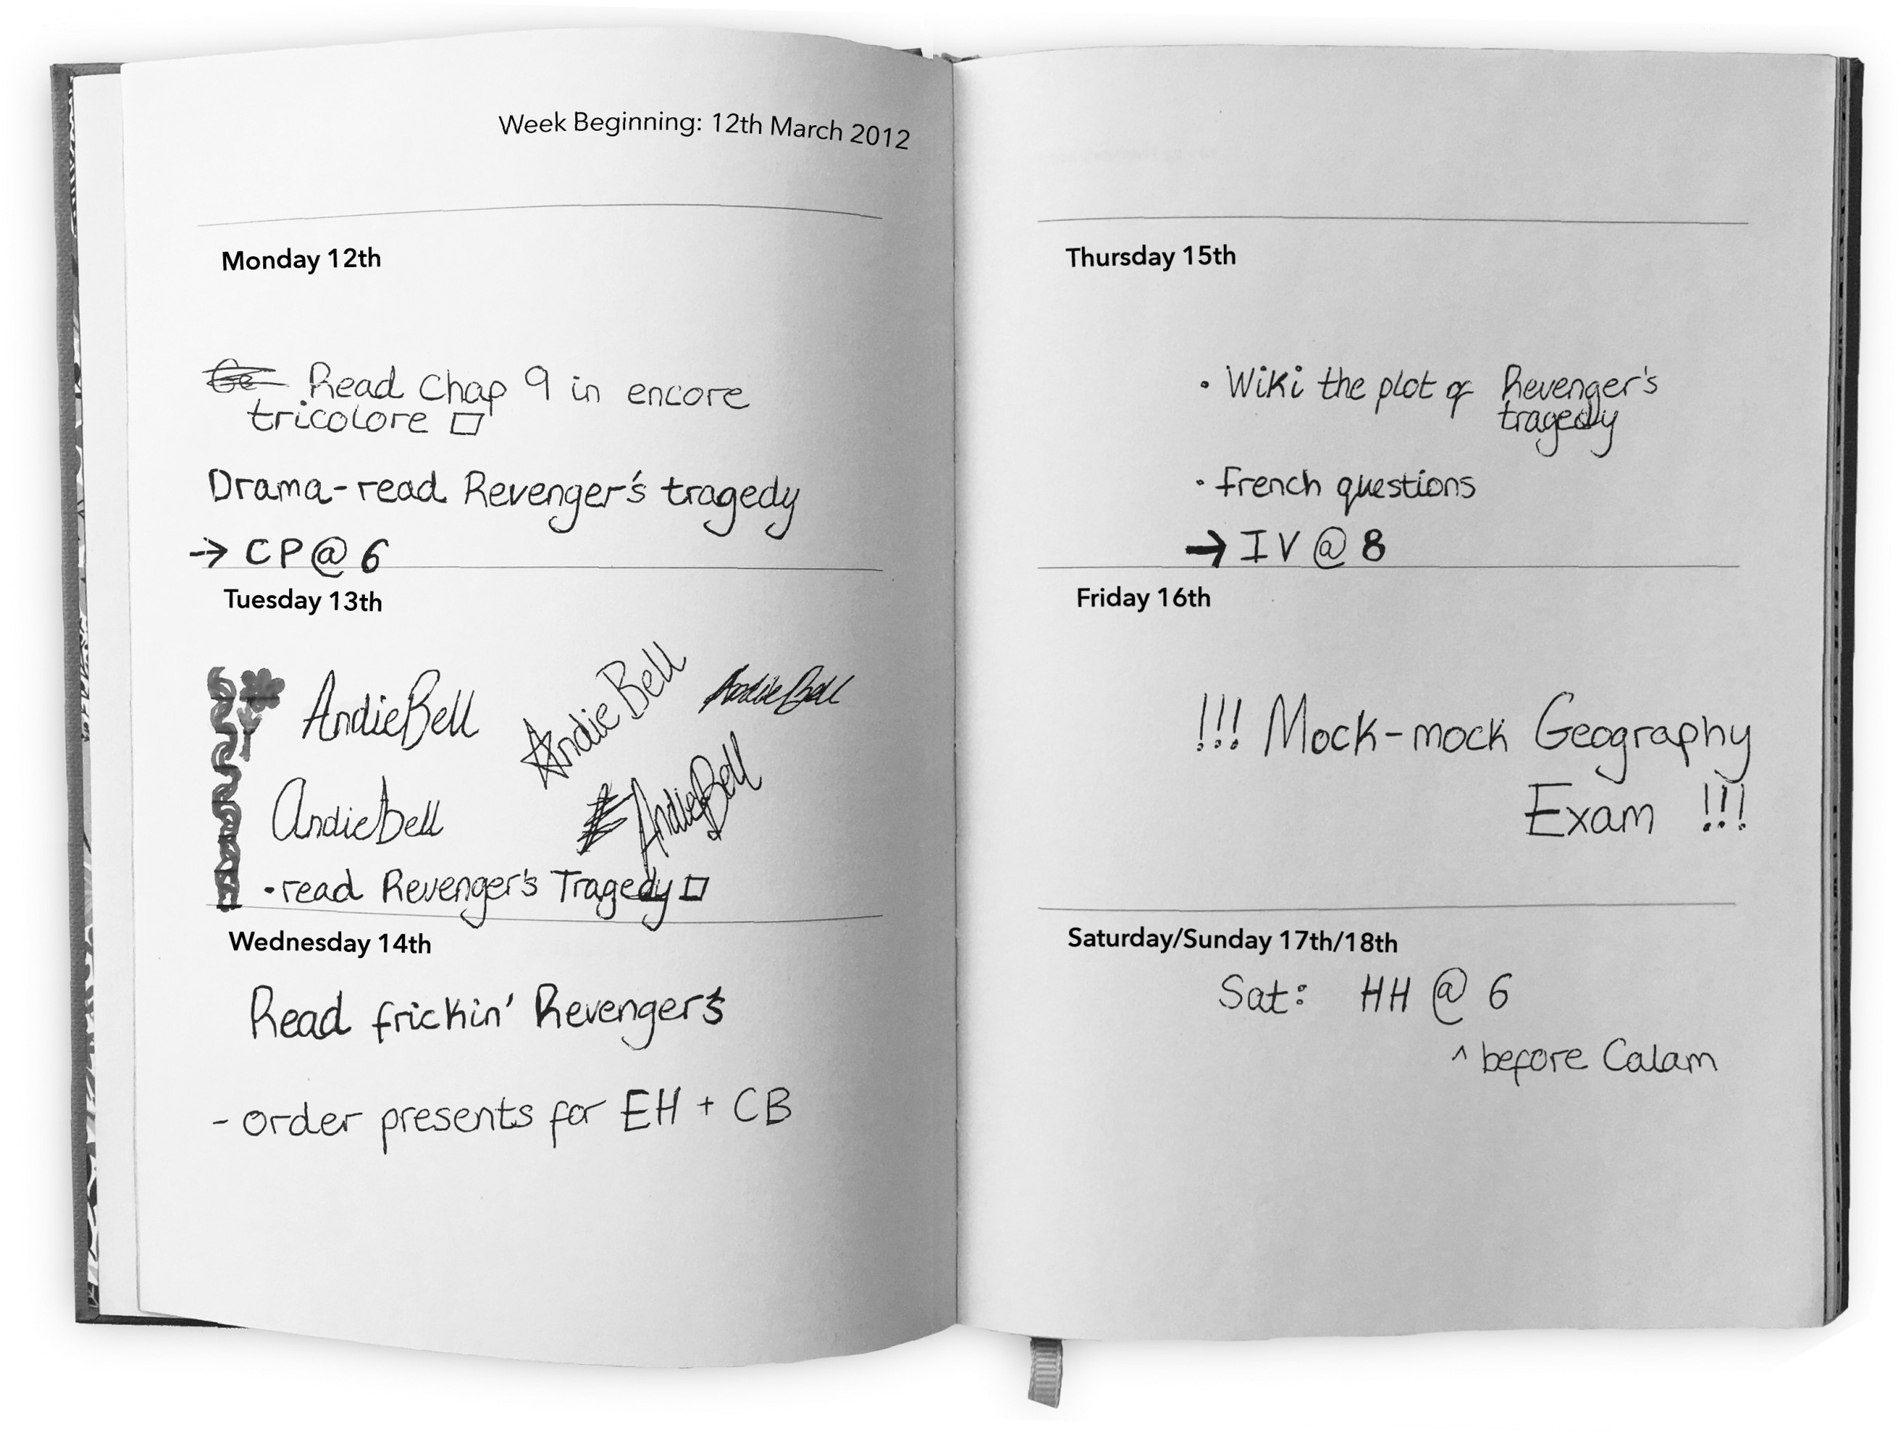 Week Beginning: 12th March 2012
Monday 12th
Read Chap 9 in encore
tricolore
Drama-read Revenger's tragedy
→ CP@6
Tuesday 13th
AndieBell
Andie Bell
AndieBell
AndieBell
AndieBell
•read Revenger's Tragedy
Wednesday 14th
Read frickin' Revenger's
- order presents for EH + CB
Thursday 15th
• Wiki the plot of Revenger's
tragedy
• French questions
→ IV @ 8
Friday 16th
!!! Mock-mock Geography
Exam !!!
Saturday/Sunday 17th/18th
Sat: HH @ 6
^ before Calam